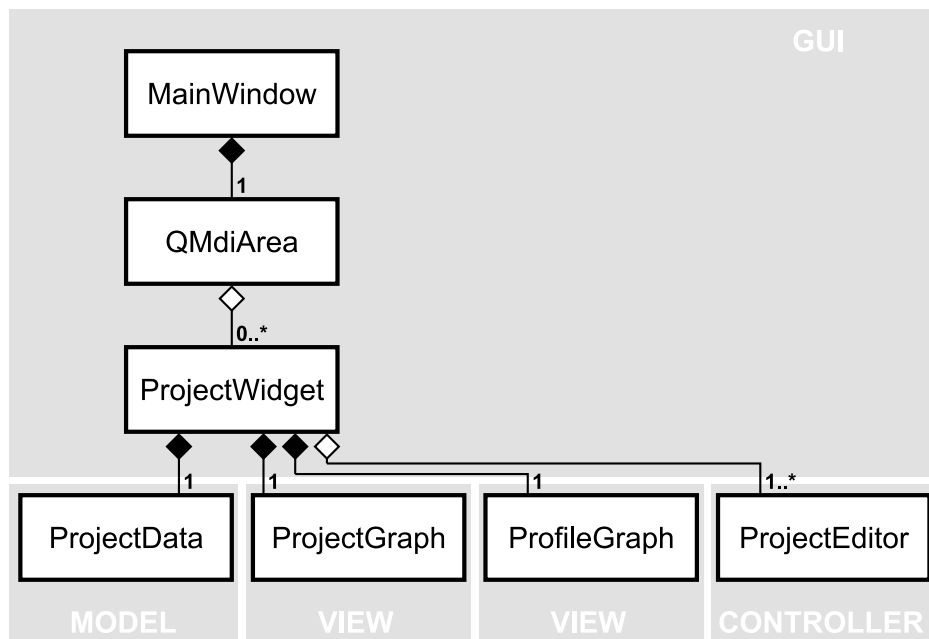 GUI
MainWindow
1
QMdiArea
0..*
ProjectWidget
1
1
1
1..*
ProjectData
ProjectGraph
ProfileGraph
ProjectEditor
MODEL
VIEW
VIEW
CONTROLLER